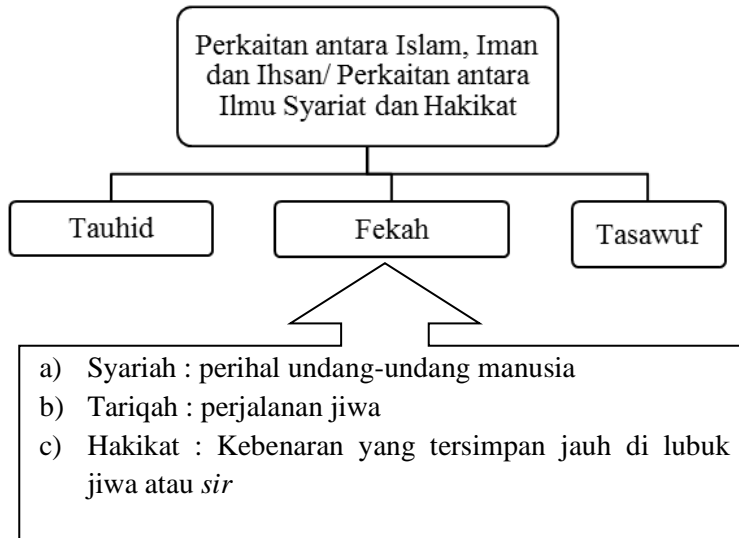 Perkaitan antara Islam, Iman
dan Ihsan/ Perkaitan antara
Ilmu Syariat dan Hakikat
Tauhid
Fekah
Tasawuf
a) Syariah : perihal undang-undang manusia
b) Tariqah : perjalanan jiwa
c) Hakikat : Kebenaran yang tersimpan jauh di lubuk
jiwa atau sir